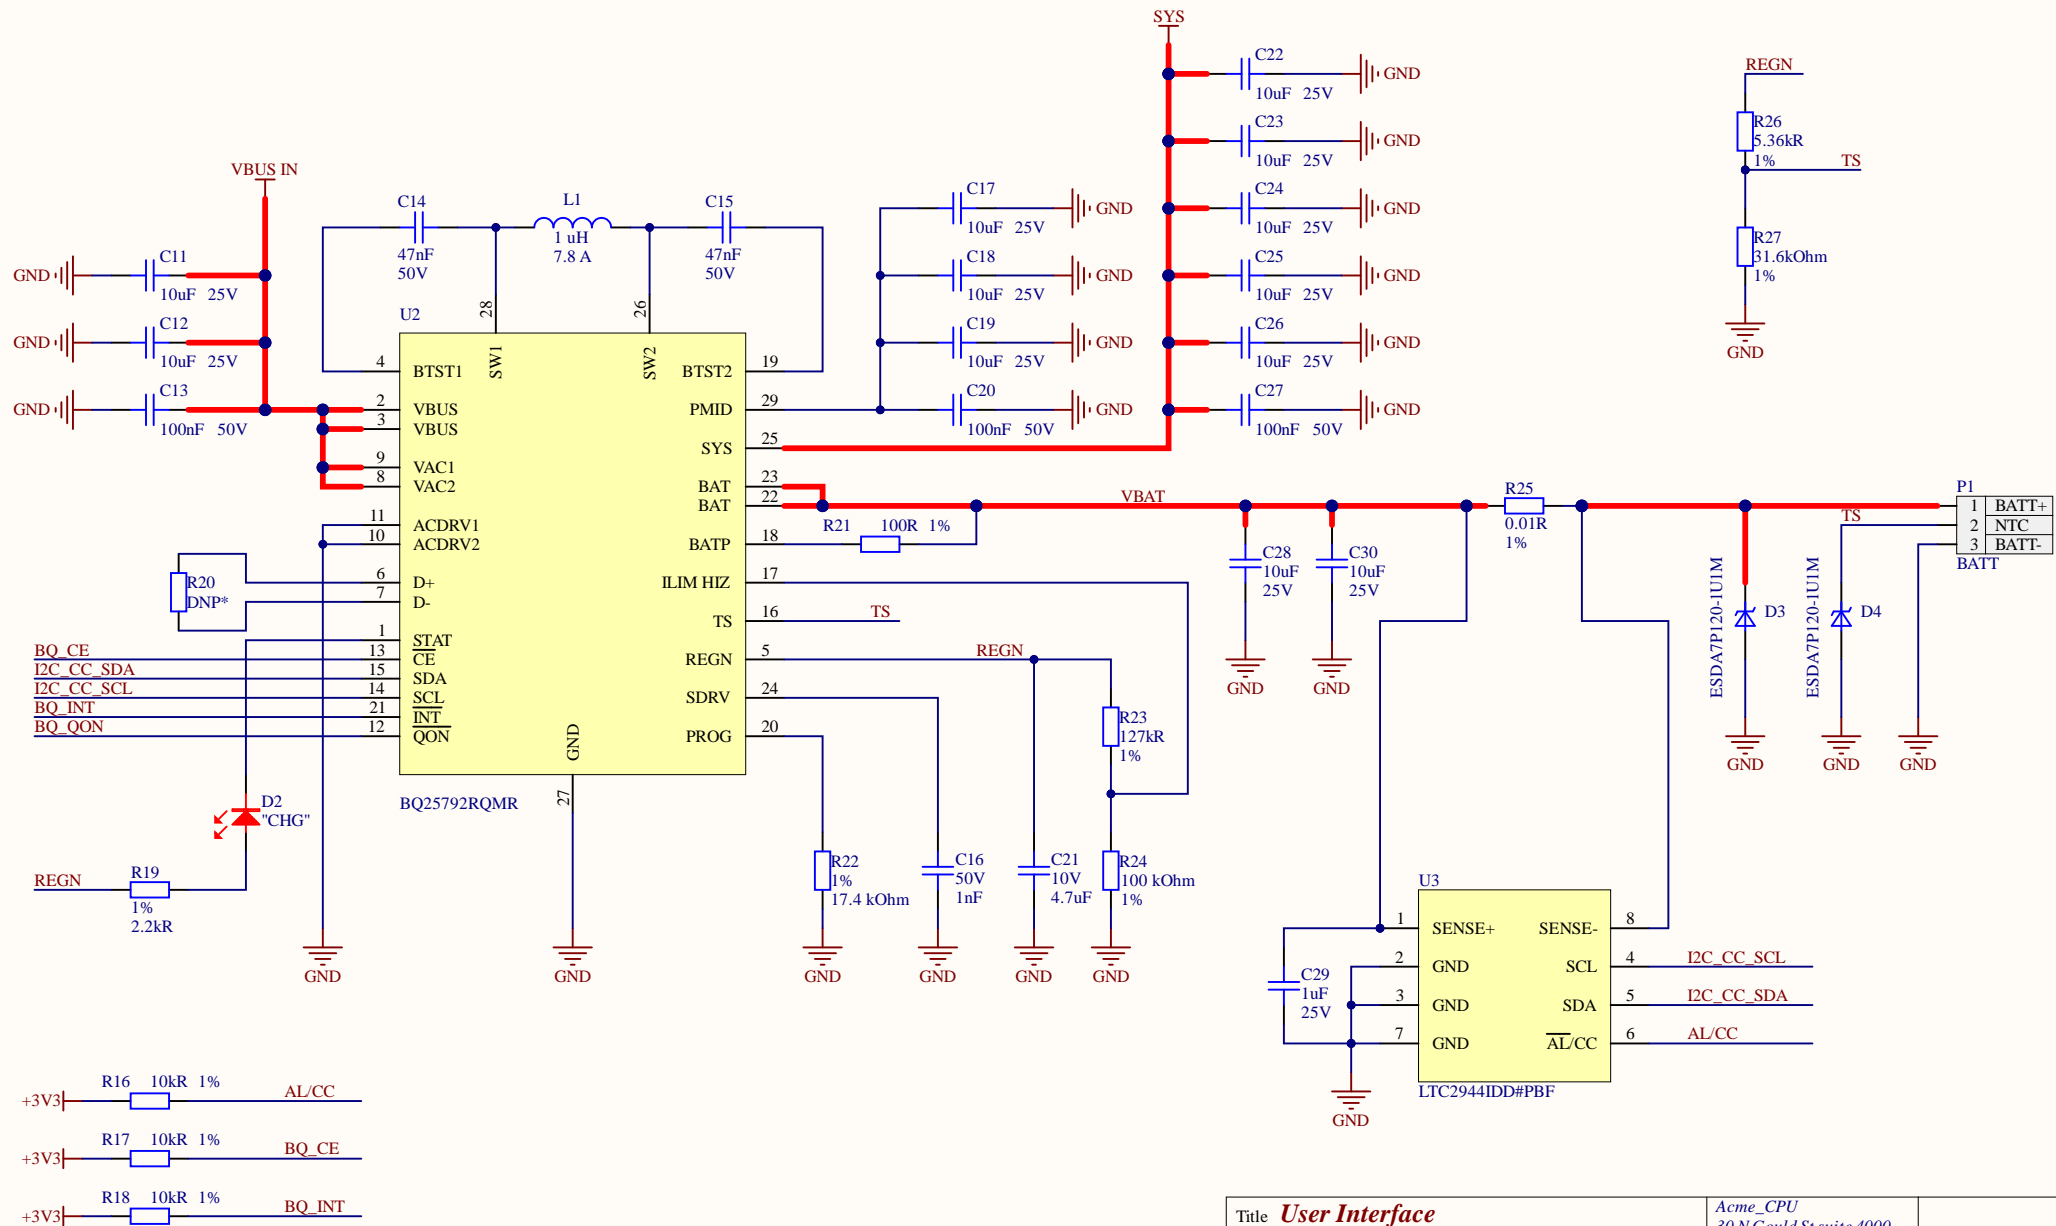 SYS
C22
GND
10uF 25V
C23
GND
10uF 25V
C24
GND
10uF 25V
C25
GND
10uF 25V
C26
GND
10uF 25V
C27
GND
100nF 50V
REGN
R26
5.36kR
1%
TS
R27
31.6kOhm
1%
GND
VBUS IN
GND
C11
10uF 25V
GND
C12
10uF 25V
GND
C13
100nF 50V
C14
47nF
50V
L1
1 uH
7.8 A
C15
47nF
50V
C17
GND
10uF 25V
C18
GND
10uF 25V
C19
GND
10uF 25V
C20
GND
100nF 50V
U2
28
SW1
26
SW2
4 BTST1
2 VBUS
3 VBUS
9 VAC1
8 VAC2
11 ACDRV1
10 ACDRV2
6 D+
7 D-
1 STAT
13 CE
15 SDA
14 SCL
21 INT
12 QON
BTST2 19
PMID 29
SYS 25
BAT 23
BAT 22
BATP 18
ILIM HIZ 17
TS 16
REGN 5
SDRV 24
PROG 20
GND
27
BQ25792RQMR
R20
DNP*
BQ_CE
I2C_CC_SDA
I2C_CC_SCL
BQ_INT
BQ_QON
D2
"CHG"
REGN
R19
1%
2.2kR
GND
GND
R21 100R 1%
TS
REGN
R22
1%
17.4 kOhm
GND
C16
50V
1nF
GND
C21
10V
4.7uF
GND
R23
127kR
1%
R24
100 kOhm
1%
GND
VBAT
C28
10uF
25V
GND
C30
10uF
25V
GND
R25
0.01R
1%
ESDA7P120-1U1M
D3
GND
TS
ESDA7P120-1U1M
D4
GND
GND
P1
1 BATT+
2 NTC
3 BATT-
BATT
U3
1 SENSE+
2 GND
3 GND
7 GND
SENSE- 8
SCL 4
SDA 5
AL/CC 6
I2C_CC_SCL
I2C_CC_SDA
AL/CC
LTC2944IDD#PBF
C29
1uF
25V
GND
+3V3
R16 10kR 1%
AL/CC
+3V3
R17 10kR 1%
BQ_CE
+3V3
R18 10kR 1%
BQ_INT
Title User Interface
Acme_CPU
30 N Gould St suite 4000